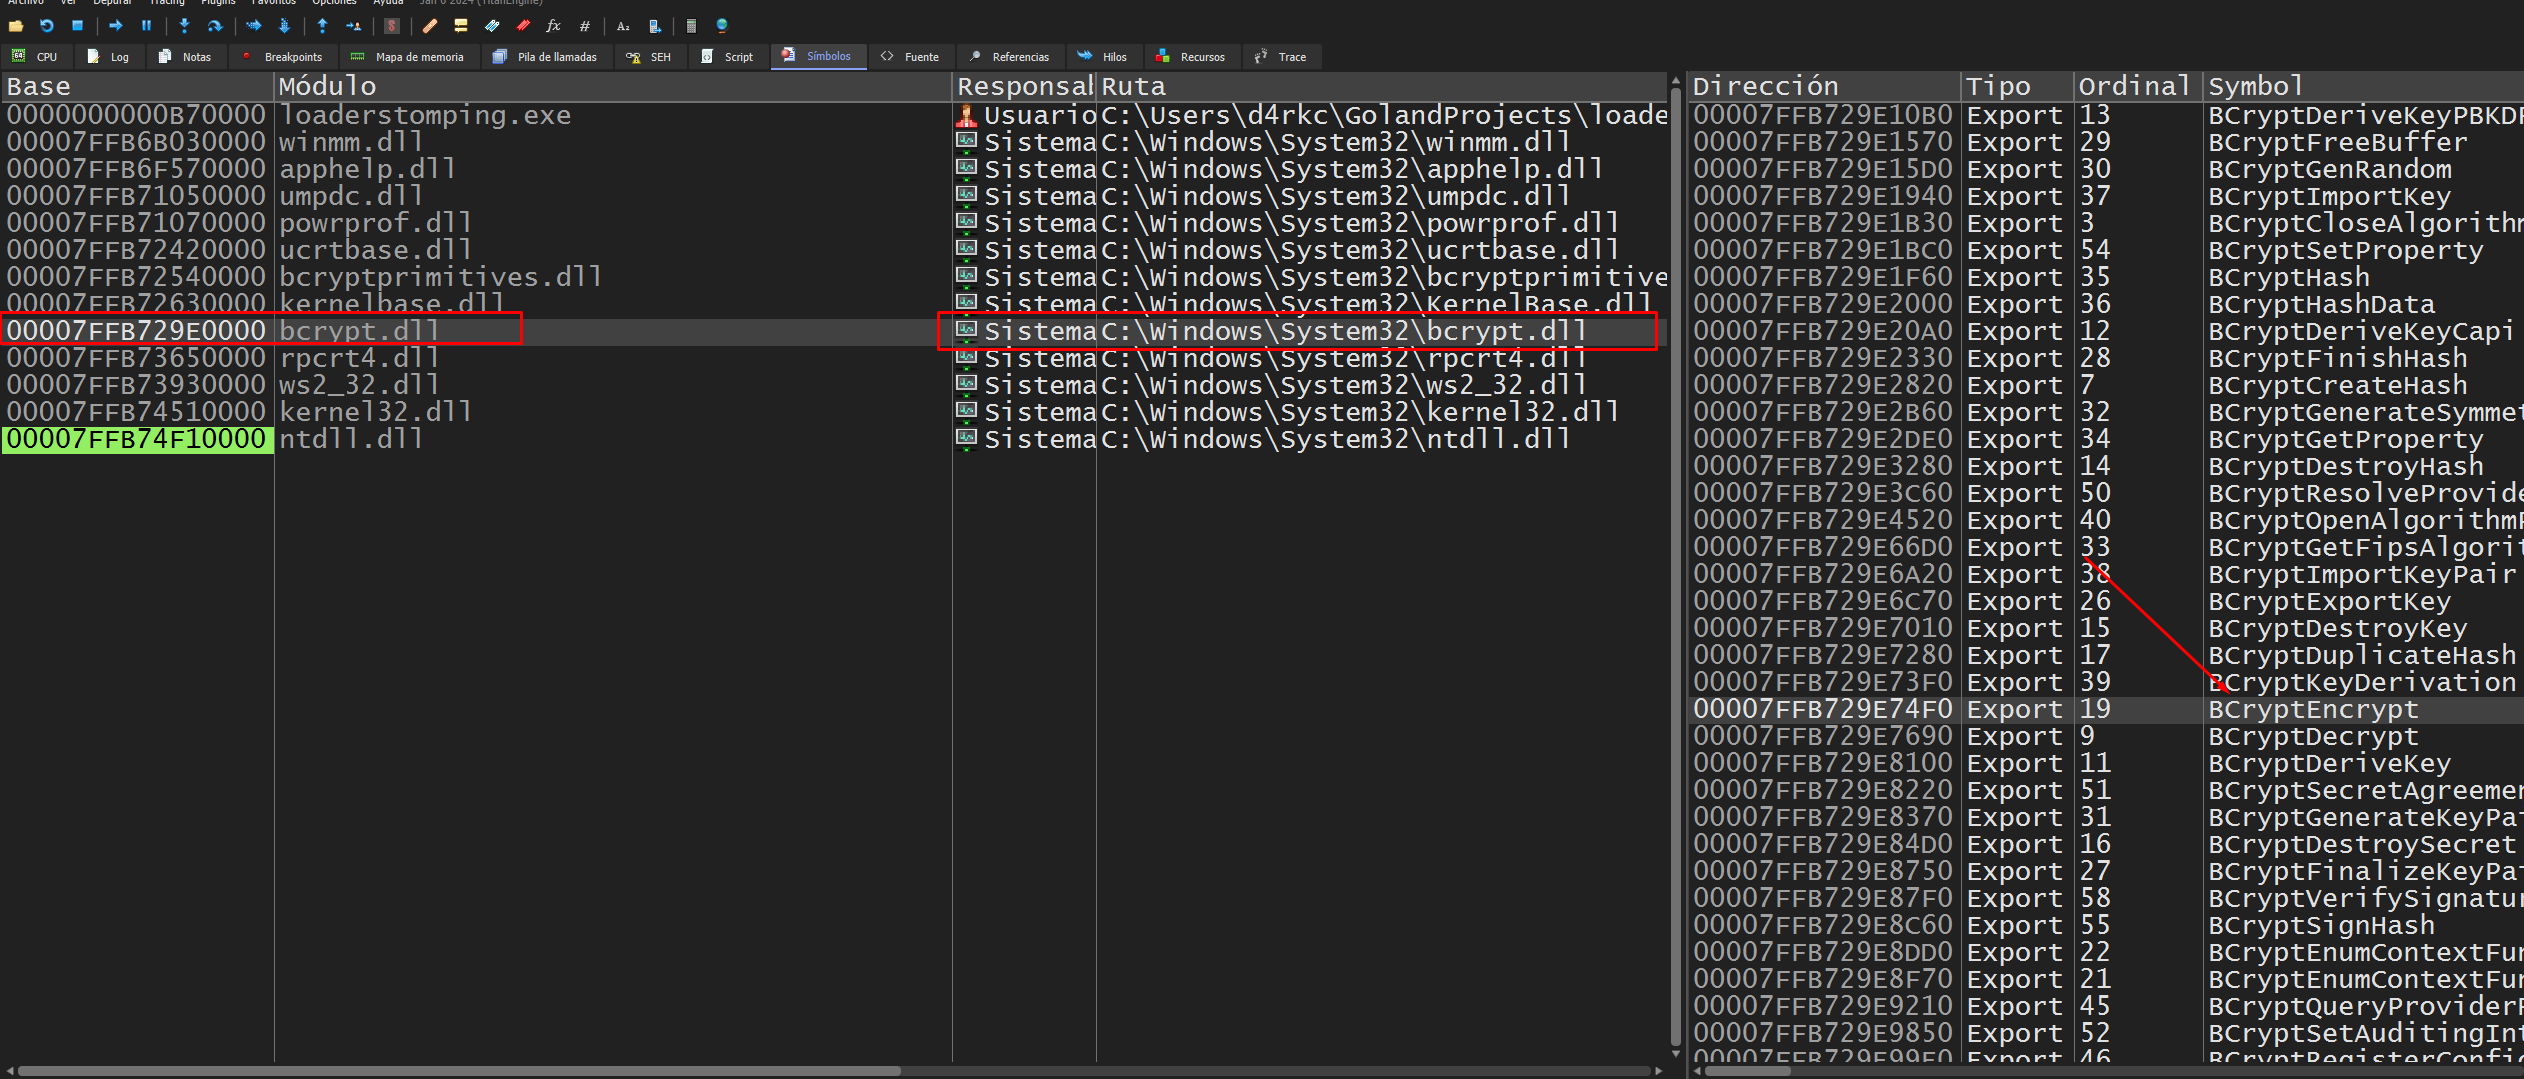 Archivo Ver Depurar Tracing Plugins Favoritos Opciones Ayuda Jan 6 2024 (TitanEngine)
CPU Log Notas Breakpoints Mapa de memoria Pila de llamadas SEH Script Símbolos Fuente Referencias Hilos Recursos Trace
Base Módulo Responsab Ruta Dirección Tipo Ordinal Symbol
0000000000B70000 loaderstomping.exe Usuario C:\Users\d4rkc\GolandProjects\loade 00007FFB729E10B0 Export 13 BCryptDeriveKeyPBKDF
00007FFB6B030000 winmm.dll Sistema C:\Windows\System32\winmm.dll 00007FFB729E1570 Export 29 BCryptFreeBuffer
00007FFB6F570000 apphelp.dll Sistema C:\Windows\System32\apphelp.dll 00007FFB729E15D0 Export 30 BCryptGenRandom
00007FFB71050000 umpdc.dll Sistema C:\Windows\System32\umpdc.dll 00007FFB729E1940 Export 37 BCryptImportKey
00007FFB71070000 powrprof.dll Sistema C:\Windows\System32\powrprof.dll 00007FFB729E1B30 Export 3 BCryptCloseAlgorithm
00007FFB72420000 ucrtbase.dll Sistema C:\Windows\System32\ucrtbase.dll 00007FFB729E1BC0 Export 54 BCryptSetProperty
00007FFB72540000 bcryptprimitives.dll Sistema C:\Windows\System32\bcryptprimitive 00007FFB729E1F60 Export 35 BCryptHash
00007FFB72630000 kernelbase.dll Sistema C:\Windows\System32\KernelBase.dll 00007FFB729E2000 Export 36 BCryptHashData
00007FFB729E0000 bcrypt.dll Sistema C:\Windows\System32\bcrypt.dll 00007FFB729E20A0 Export 12 BCryptDeriveKeyCapi
00007FFB73650000 rpcrt4.dll Sistema C:\Windows\System32\rpcrt4.dll 00007FFB729E2330 Export 28 BCryptFinishHash
00007FFB73930000 ws2_32.dll Sistema C:\Windows\System32\ws2_32.dll 00007FFB729E2820 Export 7 BCryptCreateHash
00007FFB74510000 kernel32.dll Sistema C:\Windows\System32\kernel32.dll 00007FFB729E2B60 Export 32 BCryptGenerateSymmet
00007FFB74F10000 ntdll.dll Sistema C:\Windows\System32\ntdll.dll 00007FFB729E2DE0 Export 34 BCryptGetProperty
00007FFB729E3280 Export 14 BCryptDestroyHash
00007FFB729E3C60 Export 50 BCryptResolveProvide
00007FFB729E4520 Export 40 BCryptOpenAlgorithmP
00007FFB729E66D0 Export 33 BCryptGetFipsAlgorit
00007FFB729E6A20 Export 38 BCryptImportKeyPair
00007FFB729E6C70 Export 26 BCryptExportKey
00007FFB729E7010 Export 15 BCryptDestroyKey
00007FFB729E7280 Export 17 BCryptDuplicateHash
00007FFB729E73F0 Export 39 BCryptKeyDerivation
00007FFB729E74F0 Export 19 BCryptEncrypt
00007FFB729E7690 Export 9 BCryptDecrypt
00007FFB729E8100 Export 11 BCryptDeriveKey
00007FFB729E8220 Export 51 BCryptSecretAgreemen
00007FFB729E8370 Export 31 BCryptGenerateKeyPai
00007FFB729E84D0 Export 16 BCryptDestroySecret
00007FFB729E8750 Export 27 BCryptFinalizeKeyPai
00007FFB729E87F0 Export 58 BCryptVerifySignatur
00007FFB729E8C60 Export 55 BCryptSignHash
00007FFB729E8DD0 Export 22 BCryptEnumContextFun
00007FFB729E8F70 Export 21 BCryptEnumContextFun
00007FFB729E9210 Export 45 BCryptQueryProviderR
00007FFB729E9850 Export 52 BCryptSetAuditingInt
00007FFB729E99E0 Export 46 BCryptRegisterConfig